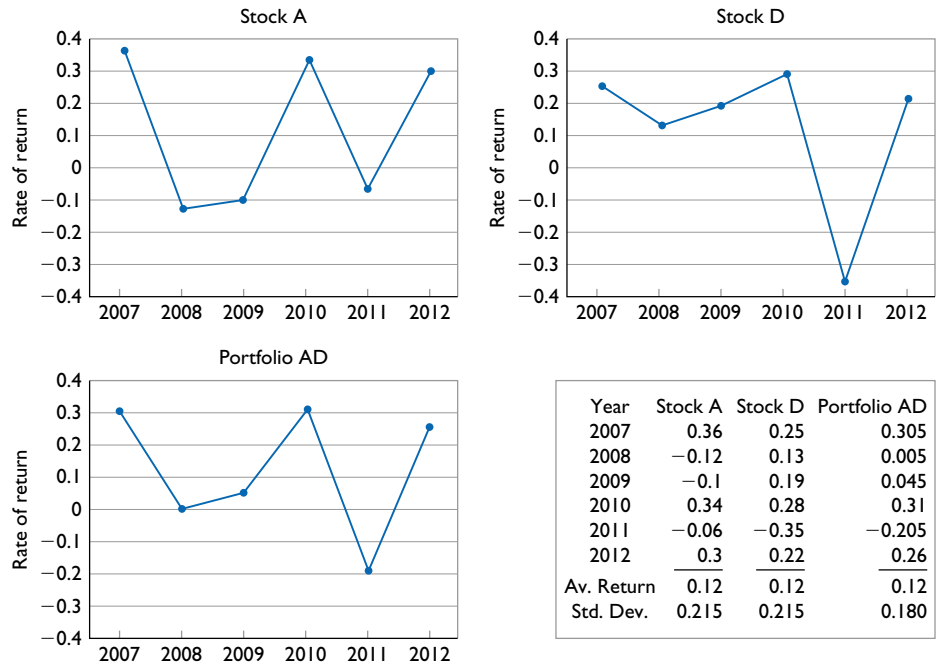 Stock A
Rate of return
0.4
0.3
0.2
0.1
0
−0.1
−0.2
−0.3
−0.4
2007 2008 2009 2010 2011 2012
Stock D
Rate of return
0.4
0.3
0.2
0.1
0
−0.1
−0.2
−0.3
−0.4
2007 2008 2009 2010 2011 2012
Portfolio AD
Rate of return
0.4
0.3
0.2
0.1
0
−0.1
−0.2
−0.3
−0.4
2007 2008 2009 2010 2011 2012
Year Stock A Stock D Portfolio AD
2007 0.36 0.25 0.305
2008 −0.12 0.13 0.005
2009 −0.1 0.19 0.045
2010 0.34 0.28 0.31
2011 −0.06 −0.35 −0.205
2012 0.3 0.22 0.26
Av. Return 0.12 0.12 0.12
Std. Dev. 0.215 0.215 0.180